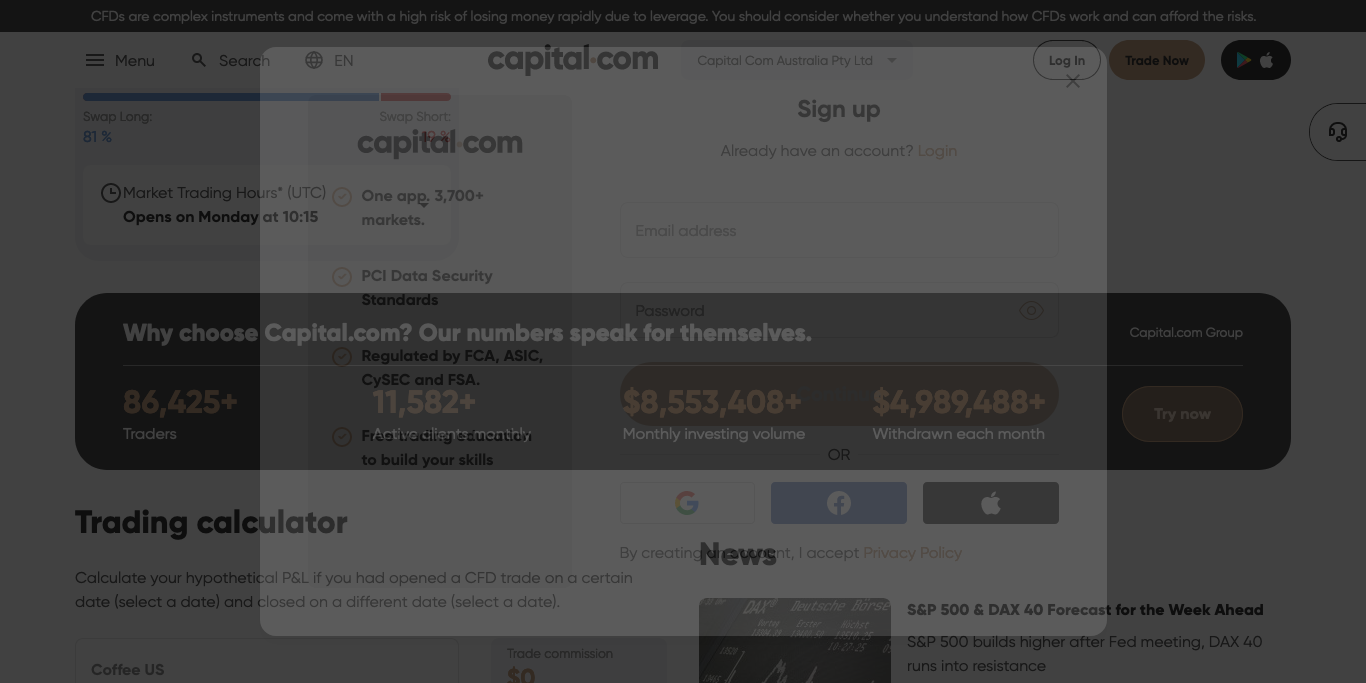 CFDs are complex instruments and come with a high risk of losing money rapidly due to leverage. You should consider whether you understand how CFDs work and can afford the risks.
Menu
Search
EN
capital.com
Capital Com Australia Pty Ltd
Log In
Trade Now
Swap Long:
Swap Short:
81 %
19 %
Market Trading Hours* (UTC)
Opens on Monday at 10:15
capital.com
One app. 3,700+
markets.
PCI Data Security
Standards
Regulated by FCA, ASIC,
CySEC and FSA.
Free trading education
to build your skills
Sign up
Already have an account? Login
Email address
Password
OR
By creating an account, I accept Privacy Policy
Why choose Capital.com? Our numbers speak for themselves.
Capital.com Group
86,425+
Traders
11,582+
Active clients monthly
$8,553,408+
Monthly investing volume
$4,989,488+
Withdrawn each month
Try now
Trading calculator
Calculate your hypothetical P&L if you had opened a CFD trade on a certain
date (select a date) and closed on a different date (select a date).
Coffee US
Trade commission
$0
News
DAX
Deutsche Börse
S&P 500 & DAX 40 Forecast for the Week Ahead
S&P 500 builds higher after Fed meeting, DAX 40
runs into resistance